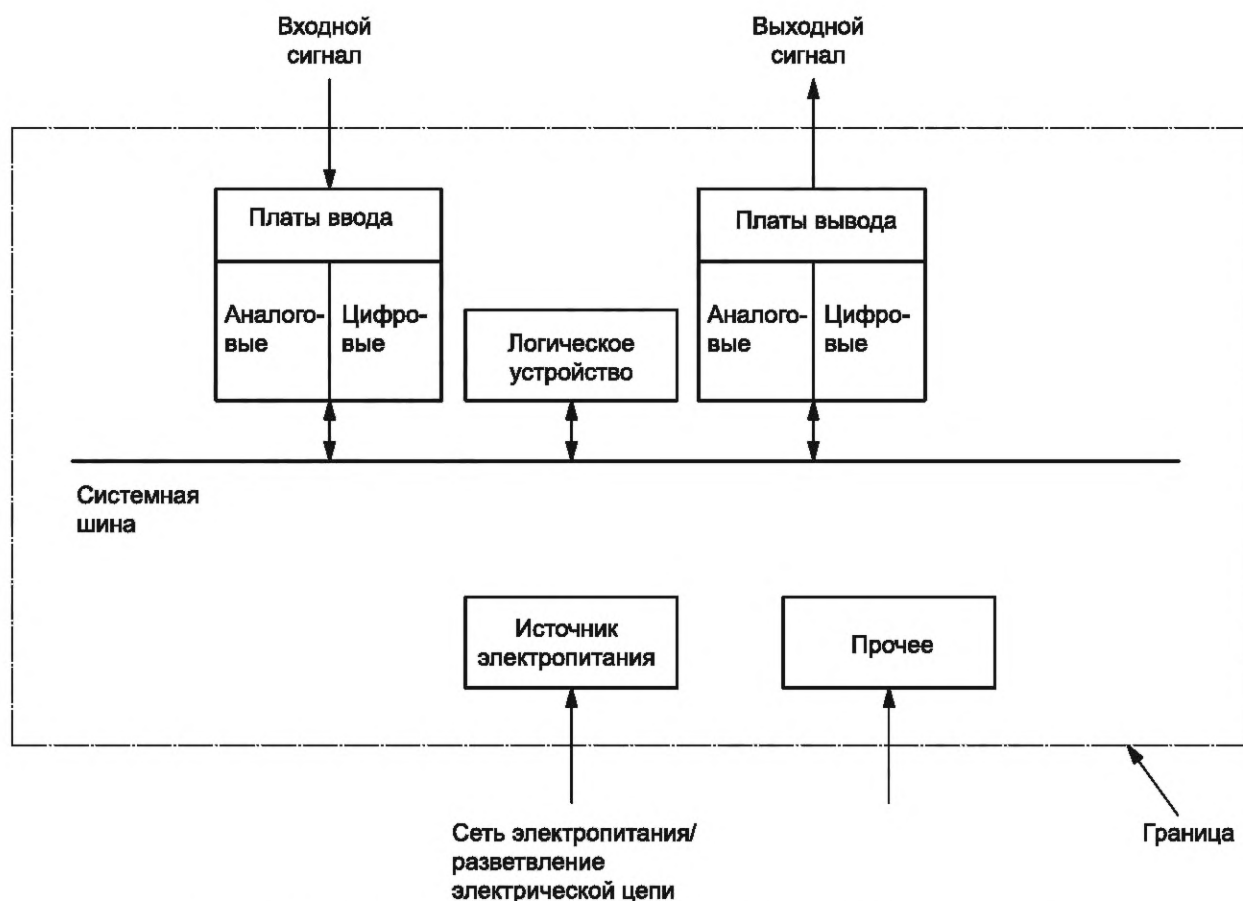 Входной
сигнал
Выходной
сигнал
Платы ввода
Аналого-
вые
Цифро-
вые
Логическое
устройство
Платы вывода
Аналого-
вые
Цифро-
вые
Системная
шина
Источник
электропитания
Прочее
Сеть электропитания/
разветвление
электрической цепи
Граница